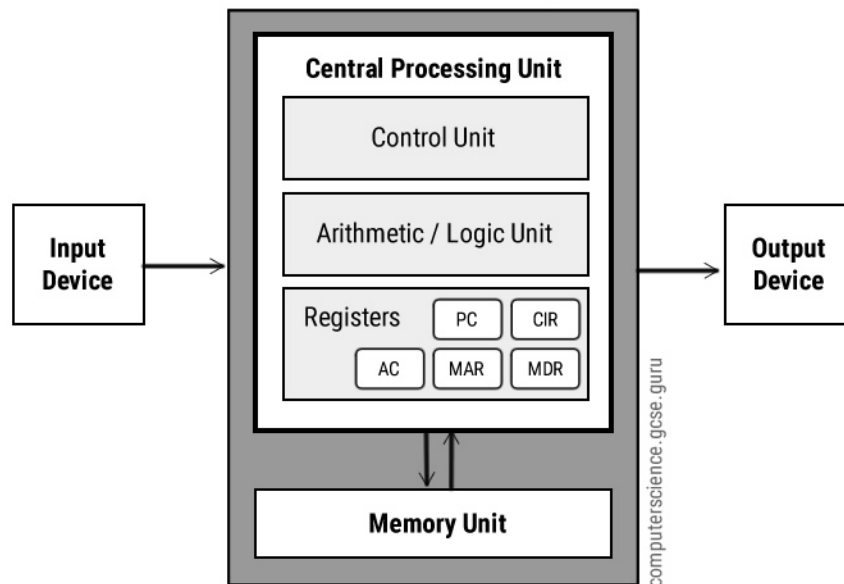 Central Processing Unit
Control Unit
Arithmetic / Logic Unit
Input
Device
Output
Device
Registers
PC
CIR
AC
MAR
MDR
Memory Unit
computerscience.gcse.guru